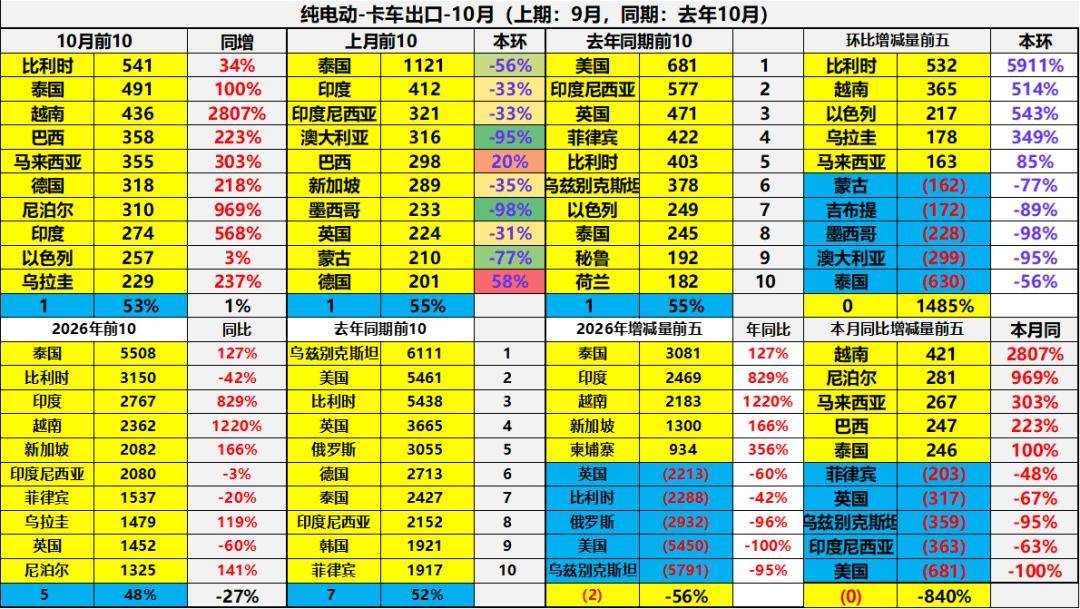 纯电动-卡车出口-10月（上期：9月，同期：去年10月）
10月前10 同增 上月前10 本环 去年同期前10 环比增减量前五 本环
比利时 541 34% 泰国 1121 -56% 美国 681 1 比利时 532 5911%
泰国 491 100% 印度 412 -33% 印度尼西亚 577 2 越南 365 514%
越南 436 2807% 印度尼西亚 321 -33% 英国 471 3 以色列 217 543%
巴西 358 223% 澳大利亚 316 -95% 菲律宾 422 4 乌拉圭 178 349%
马来西亚 355 303% 巴西 298 20% 比利时 403 5 马来西亚 163 85%
德国 318 218% 新加坡 289 -35% 乌兹别克斯坦 378 6 蒙古 (162) -77%
尼泊尔 310 969% 墨西哥 233 -98% 以色列 249 7 吉布提 (172) -89%
印度 274 568% 英国 224 -31% 泰国 245 8 墨西哥 (228) -98%
以色列 257 3% 蒙古 210 -77% 秘鲁 192 9 澳大利亚 (299) -95%
乌拉圭 229 237% 德国 201 58% 荷兰 182 10 泰国 (630) -56%
1 53% 1% 1 55% 1 55% 0 1485%
2026年前10 同比 去年同期前10 2026年增减量前五 年同比 本月同比增减量前五 本月同
泰国 5508 127% 乌兹别克斯坦 6111 1 泰国 3081 127% 越南 421 2807%
比利时 3150 -42% 美国 5461 2 印度 2469 829% 尼泊尔 281 969%
印度 2767 829% 比利时 5438 3 越南 2183 1220% 马来西亚 267 303%
越南 2362 1220% 英国 3665 4 新加坡 1300 166% 巴西 247 223%
新加坡 2082 166% 俄罗斯 3055 5 柬埔寨 934 356% 泰国 246 100%
印度尼西亚 2080 -3% 德国 2713 6 英国 (2213) -60% 菲律宾 (203) -48%
菲律宾 1537 -20% 泰国 2427 7 比利时 (2288) -42% 英国 (317) -67%
乌拉圭 1479 119% 印度尼西亚 2152 8 俄罗斯 (2932) -96% 乌兹别克斯坦 (359) -95%
英国 1452 -60% 韩国 1921 9 美国 (5450) -100% 印度尼西亚 (363) -63%
尼泊尔 1325 141% 菲律宾 1917 10 乌兹别克斯坦 (5791) -95% 美国 (681) -100%
5 48% -27% 7 52% (2) -56% (0) -840%